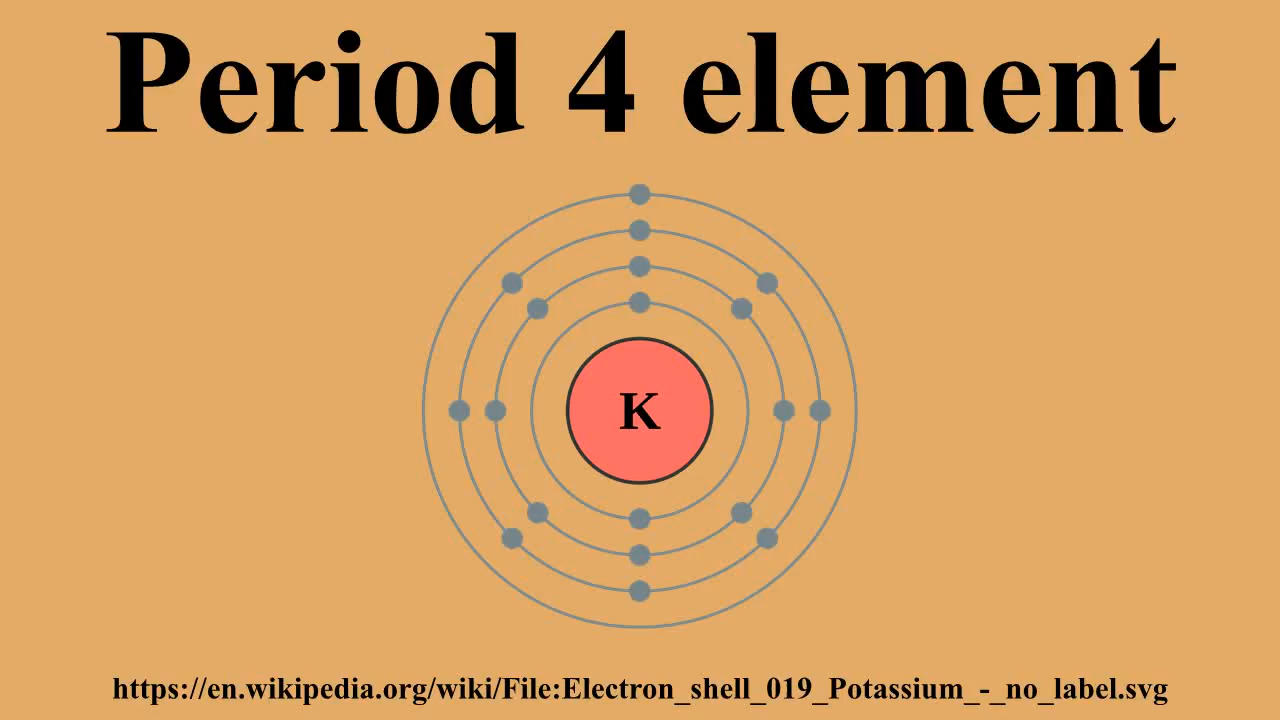 Period 4 element
K
https://en.wikipedia.org/wiki/File:Electron_shell_019_Potassium_-_no_label.svg